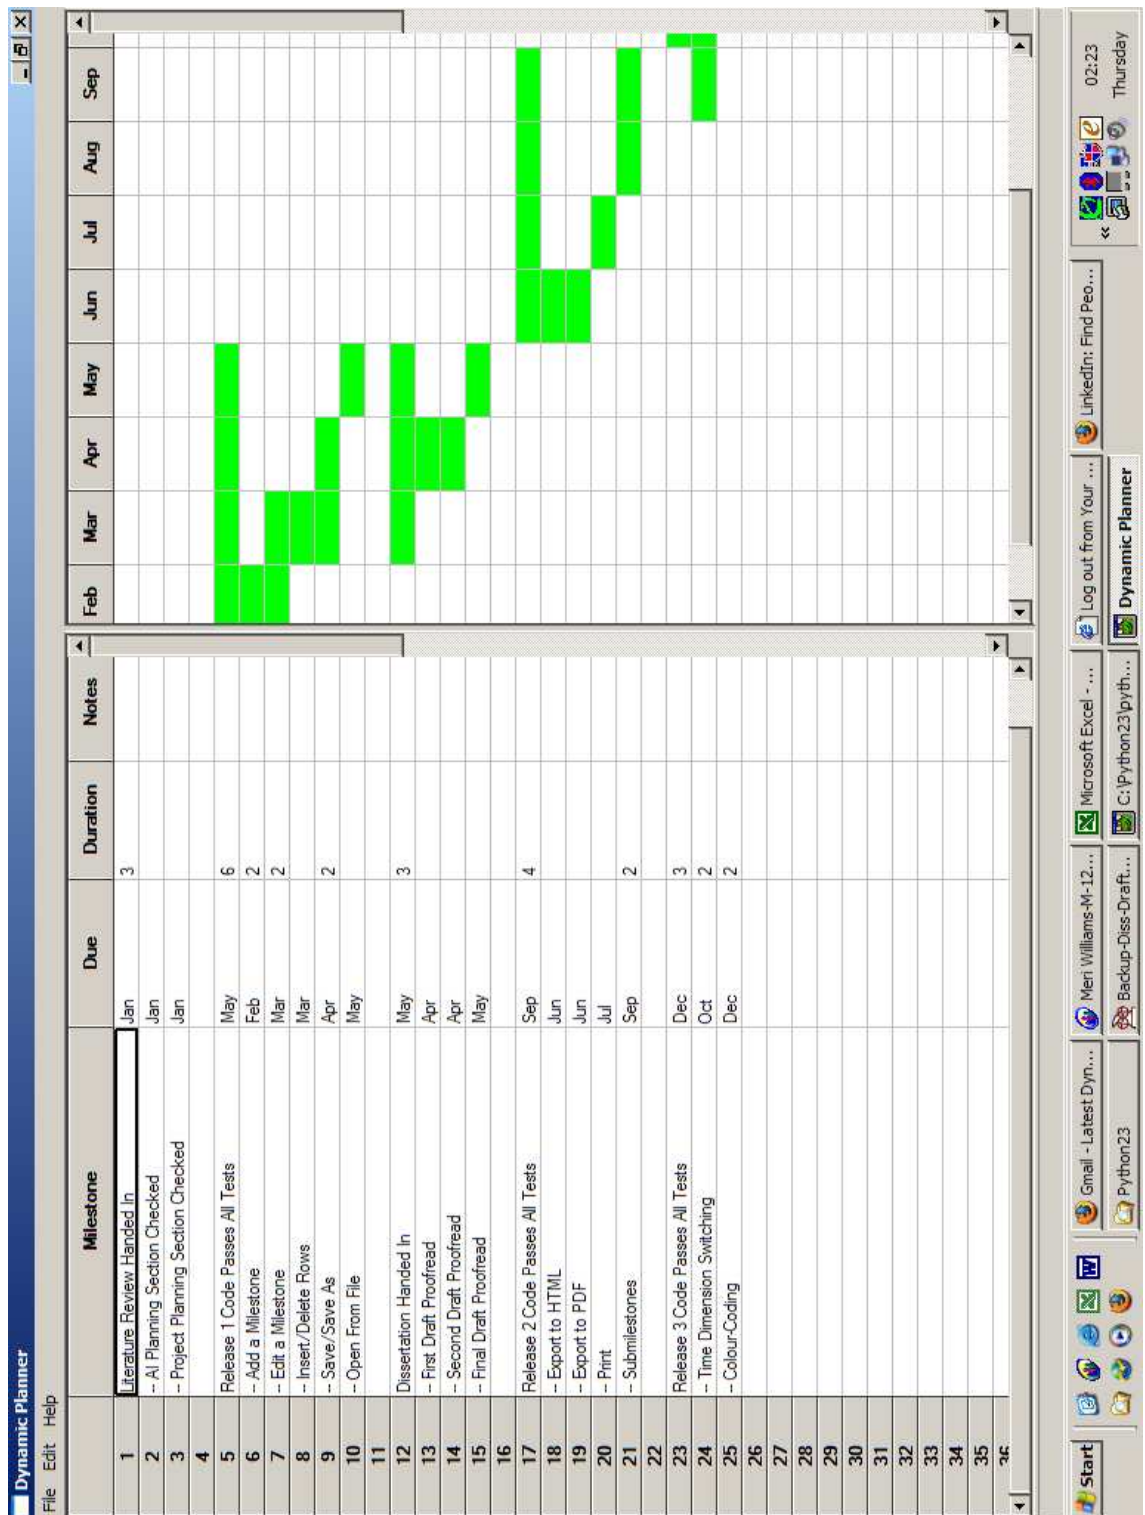 Dynamic Planner
File Edit Help
Milestone Due Duration Notes Feb Mar Apr May Jun Jul Aug Sep
1 Literature Review Handed In Jan 3
2 -- AI Planning Section Checked Jan
3 -- Project Planning Section Checked Jan
4
5 Release 1 Code Passes All Tests May 6
6 -- Add a Milestone Feb 2
7 -- Edit a Milestone Mar 2
8 -- Insert/Delete Rows Mar
9 -- Save/Save As Apr 2
10 -- Open From File May
11
12 Dissertation Handed In May 3
13 -- First Draft Proofread Apr
14 -- Second Draft Proofread Apr
15 -- Final Draft Proofread May
16
17 Release 2 Code Passes All Tests Sep 4
18 -- Export to HTML Jun
19 -- Export to PDF Jun
20 -- Print Jul
21 -- Submilestones Sep 2
22
23 Release 3 Code Passes All Tests Dec 3
24 -- Time Dimension Switching Oct 2
25 -- Colour-Coding Dec 2
26
27
28
29
30
31
32
33
34
35
36
Start Gmail - Latest Dyn... Meri Williams-M-12... Microsoft Excel - ... Log out from Your ... LinkedIn: Find Peo... « 02:23
Python23 Backup-Diss-Draft... C:\Python23\pyth... Dynamic Planner Thursday